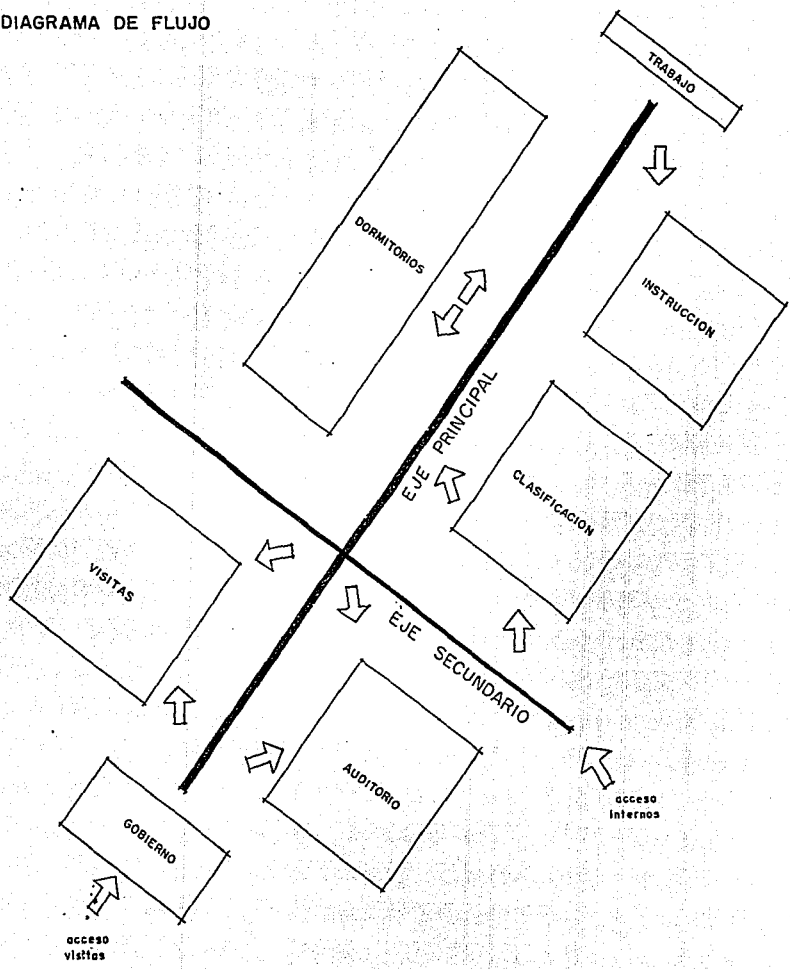 DIAGRAMA DE FLUJO
TRABAJO
DORMITORIOS
INSTRUCCION
EJE PRINCIPAL
CLASIFICACION
VISITAS
EJE SECUNDARIO
AUDITORIO
GOBIERNO
acceso
internos
acceso
visitas